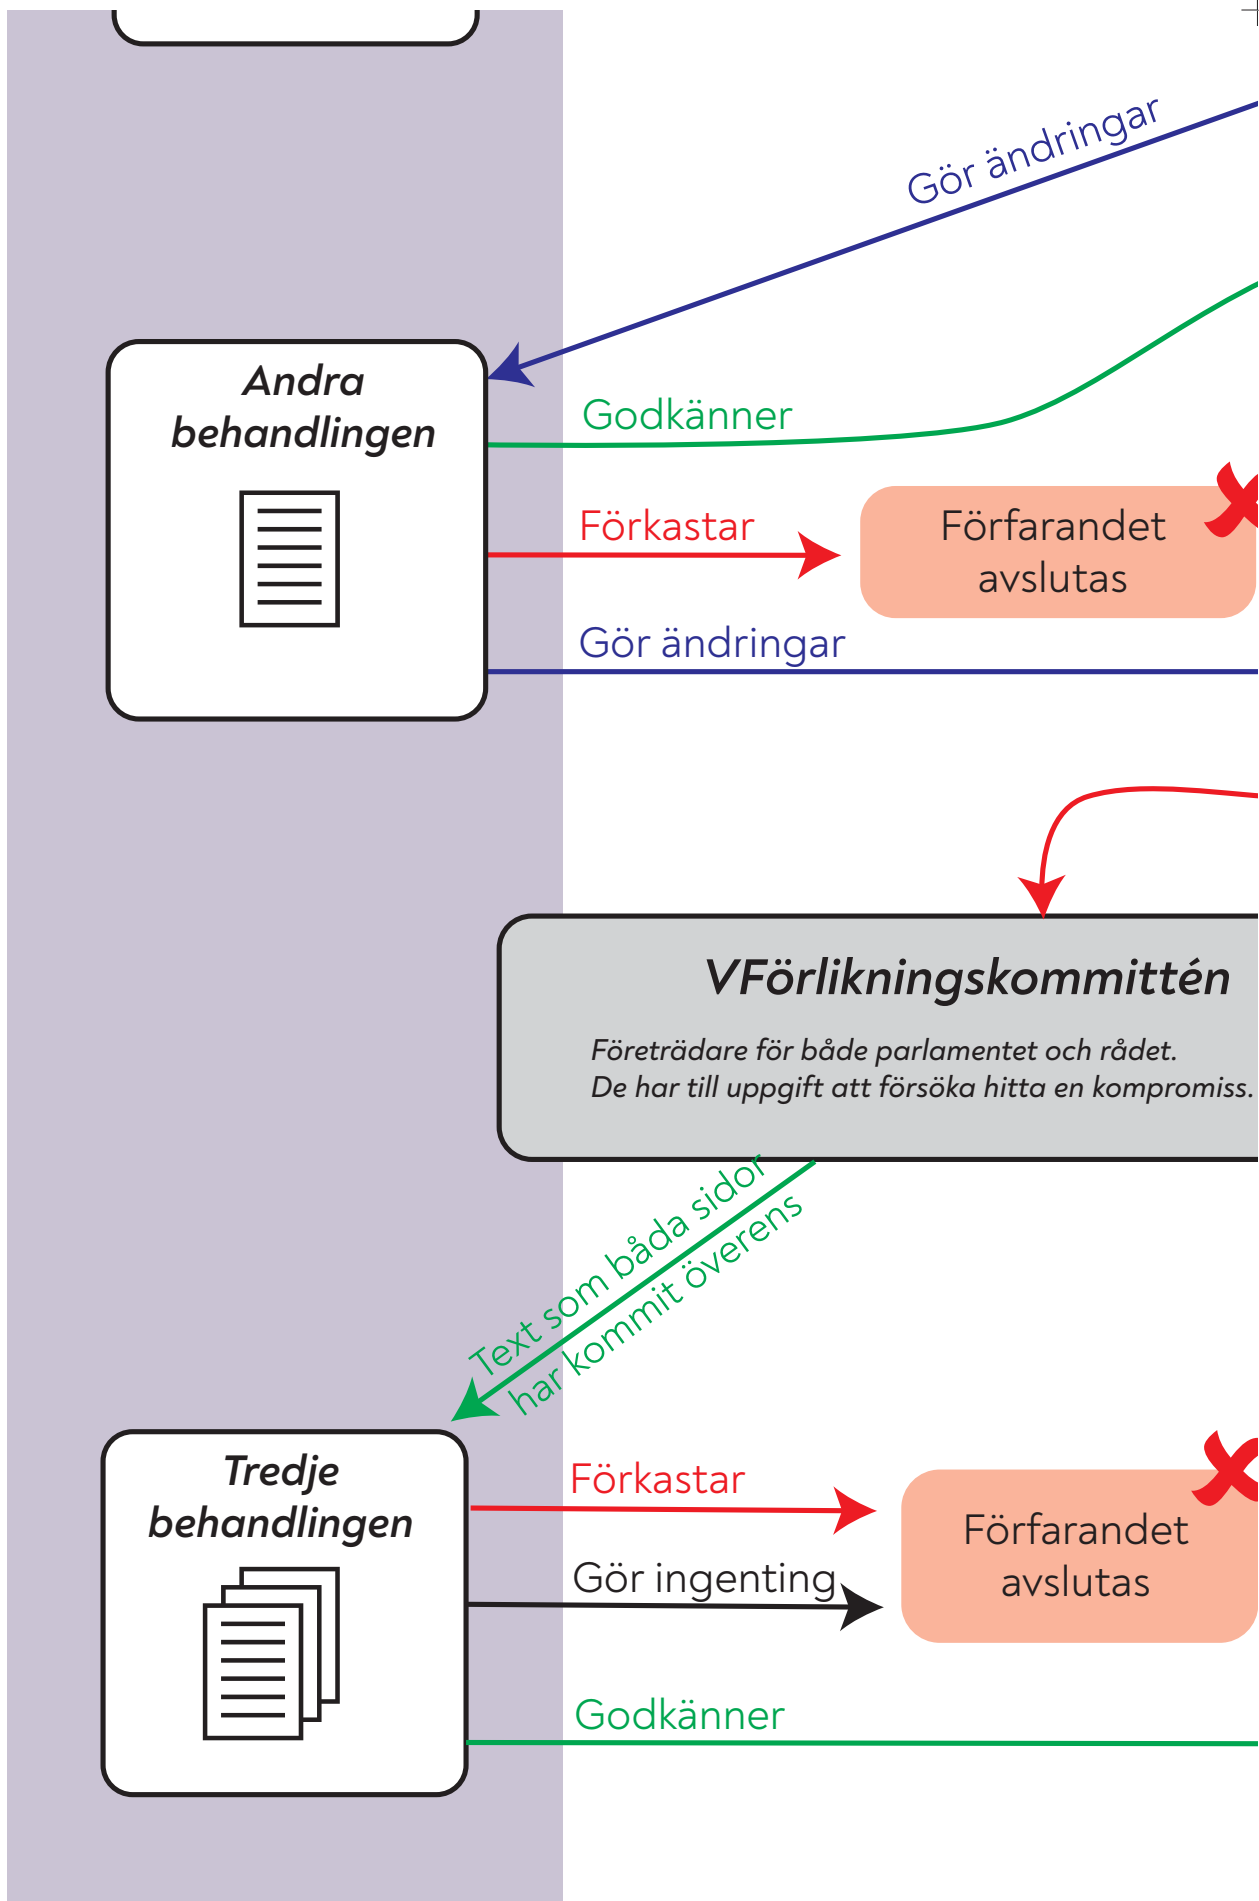 Gör ändringar
Andra
behandlingen
Godkänner
Förkastar
Förfarandet
avslutas
Gör ändringar
VFörlikningskommittén
Företrädare för både parlamentet och rådet.
De har till uppgift att försöka hitta en kompromiss.
Text som båda sidor
har kommit överens
Tredje
behandlingen
Förkastar
Gör ingenting
Förfarandet
avslutas
Godkänner